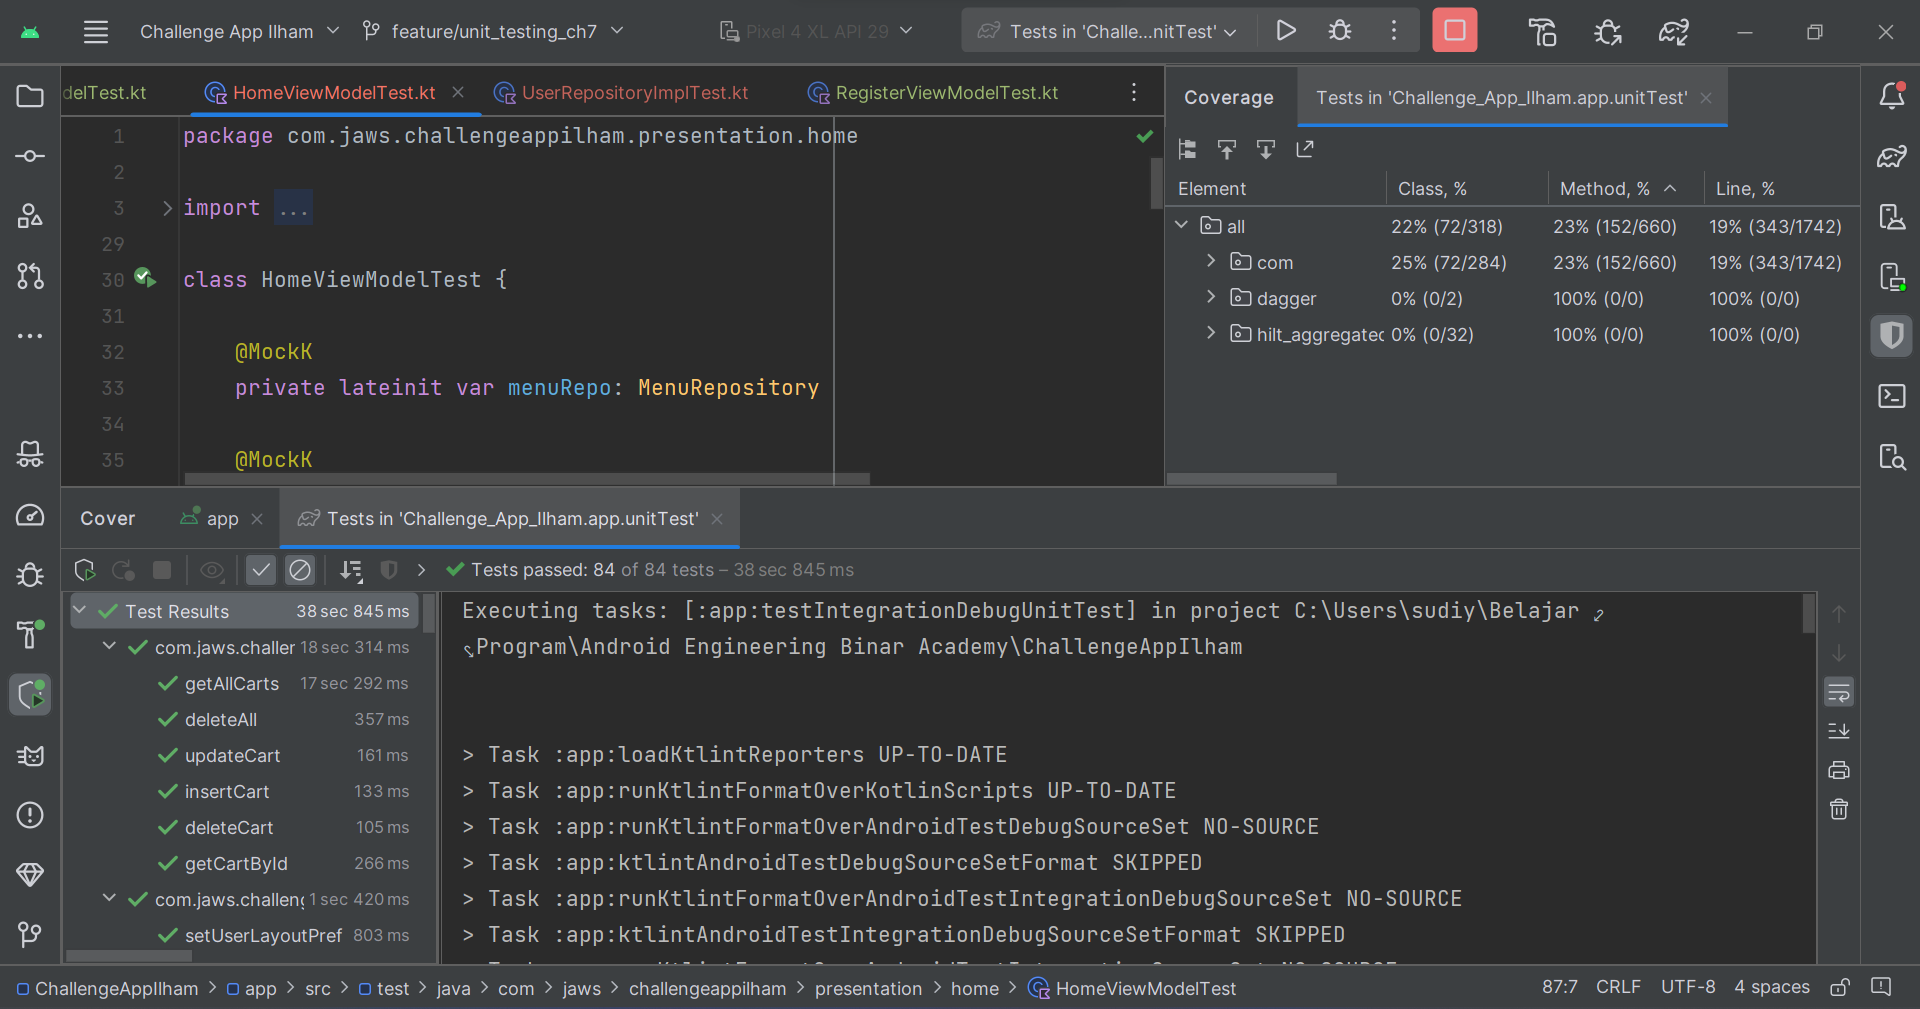 Challenge App Ilham
feature/unit_testing_ch7
Pixel 4 XL API 29
Tests in 'Challe...nitTest'
delTest.kt
HomeViewModelTest.kt
UserRepositoryImplTest.kt
RegisterViewModelTest.kt
1 package com.jaws.challengeappilham.presentation.home
2
3 import ...
29
30 class HomeViewModelTest {
31
32 @MockK
33 private lateinit var menuRepo: MenuRepository
34
35 @MockK
Coverage Tests in 'Challenge_App_Ilham.app.unitTest'
Element Class, % Method, % Line, %
all 22% (72/318) 23% (152/660) 19% (343/1742)
com 25% (72/284) 23% (152/660) 19% (343/1742)
dagger 0% (0/2) 100% (0/0) 100% (0/0)
hilt_aggregated 0% (0/32) 100% (0/0) 100% (0/0)
Cover app Tests in 'Challenge_App_Ilham.app.unitTest'
Tests passed: 84 of 84 tests – 38 sec 845 ms
Test Results 38 sec 845 ms
com.jaws.challer 18 sec 314 ms
getAllCarts 17 sec 292 ms
deleteAll 357 ms
updateCart 161 ms
insertCart 133 ms
deleteCart 105 ms
getCartById 266 ms
com.jaws.challeng 1 sec 420 ms
setUserLayoutPref 803 ms
Executing tasks: [:app:testIntegrationDebugUnitTest] in project C:\Users\sudiy\Belajar
Program\Android Engineering Binar Academy\ChallengeAppIlham
> Task :app:loadKtlintReporters UP-TO-DATE
> Task :app:runKtlintFormatOverKotlinScripts UP-TO-DATE
> Task :app:runKtlintFormatOverAndroidTestDebugSourceSet NO-SOURCE
> Task :app:ktlintAndroidTestDebugSourceSetFormat SKIPPED
> Task :app:runKtlintFormatOverAndroidTestIntegrationDebugSourceSet NO-SOURCE
> Task :app:ktlintAndroidTestIntegrationDebugSourceSetFormat SKIPPED
ChallengeAppIlham > app > src > test > java > com > jaws > challengeappilham > presentation > home > HomeViewModelTest
87:7 CRLF UTF-8 4 spaces